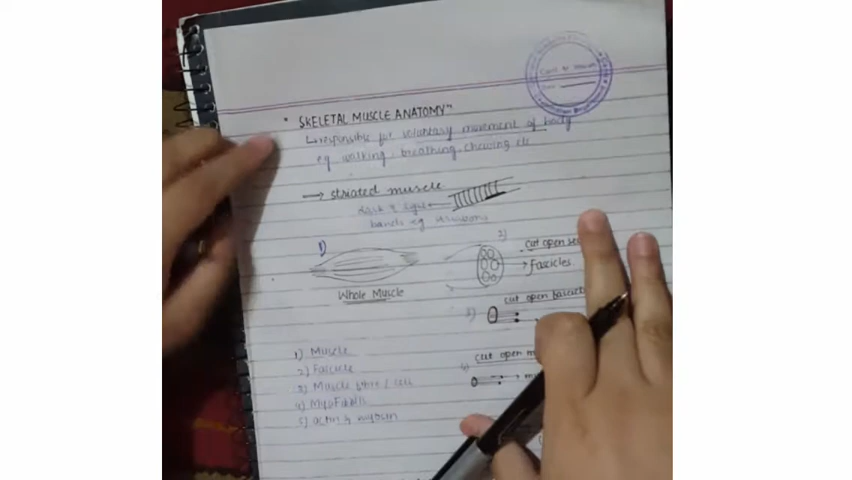 " SKELETAL MUSCLE ANATOMY"
↳ responsible for voluntary movement of body
eg walking, breathing, chewing etc
→ striated muscle
dark & light ←
bands eg
1)
Whole Muscle
2)
cut open
→ Fascicles
3)
cut open fascicle
4)
cut open
1) Muscle
2) Fascicle
3) Muscle fibre / cell
4) Myofibrils
5) actin & myosin